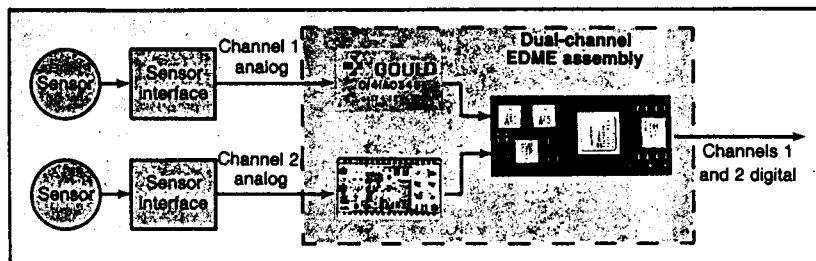 Sensor
Sensor
interface
Channel 1
analog
GOULD
Dual-channel
EDME assembly
Sensor
Sensor
interface
Channel 2
analog
Channels 1
and 2 digital